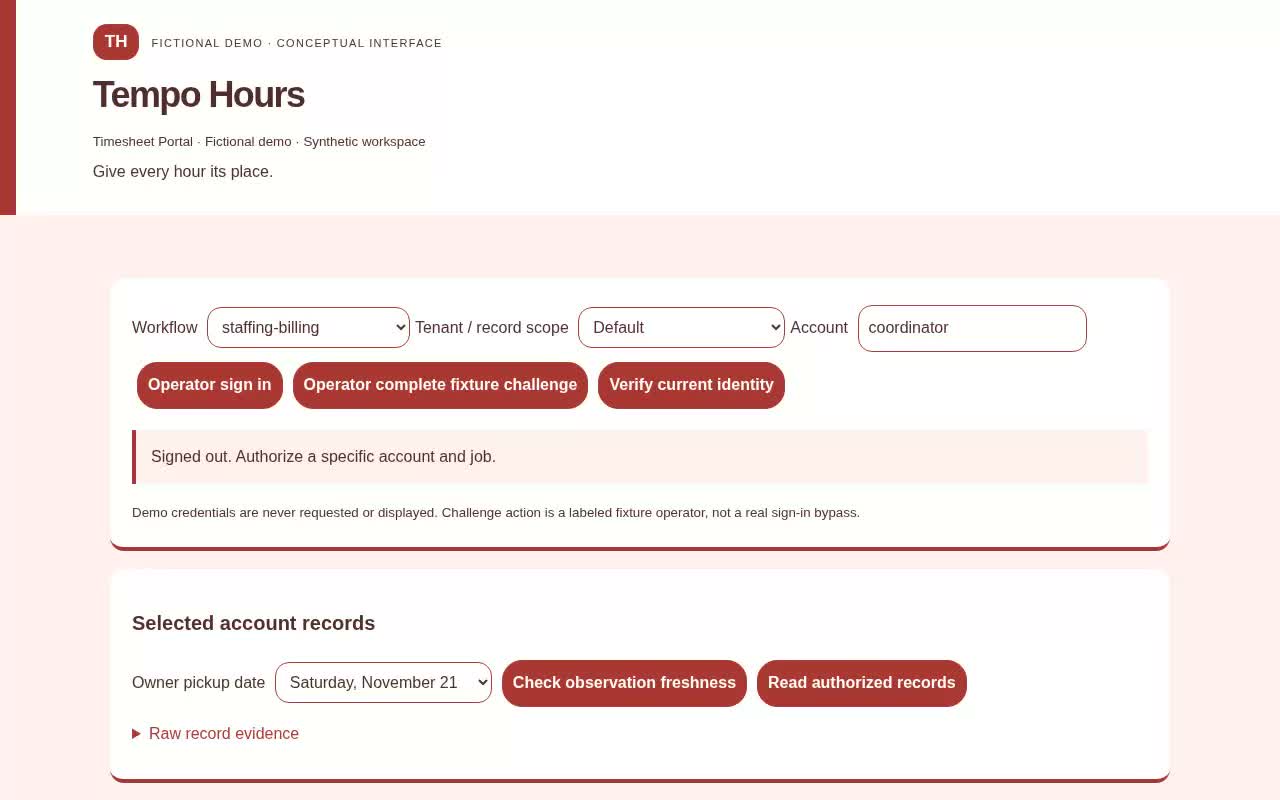 TH
FICTIONAL DEMO · CONCEPTUAL INTERFACE
Tempo Hours
Timesheet Portal · Fictional demo · Synthetic workspace
Give every hour its place.
Workflow staffing-billing Tenant / record scope Default Account coordinator
Operator sign in Operator complete fixture challenge Verify current identity
Signed out. Authorize a specific account and job.
Demo credentials are never requested or displayed. Challenge action is a labeled fixture operator, not a real sign-in bypass.
Selected account records
Owner pickup date Saturday, November 21 Check observation freshness Read authorized records
Raw record evidence